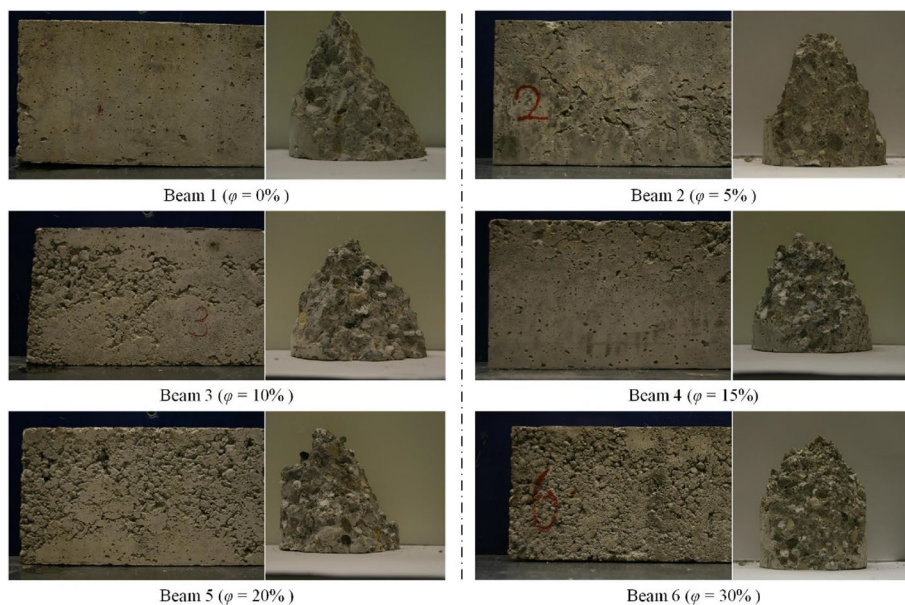 2
Beam 1 (φ = 0% )
Beam 2 (φ = 5% )
3
Beam 3 (φ = 10% )
Beam 4 (φ = 15%)
6
Beam 5 (φ = 20% )
Beam 6 (φ = 30% )